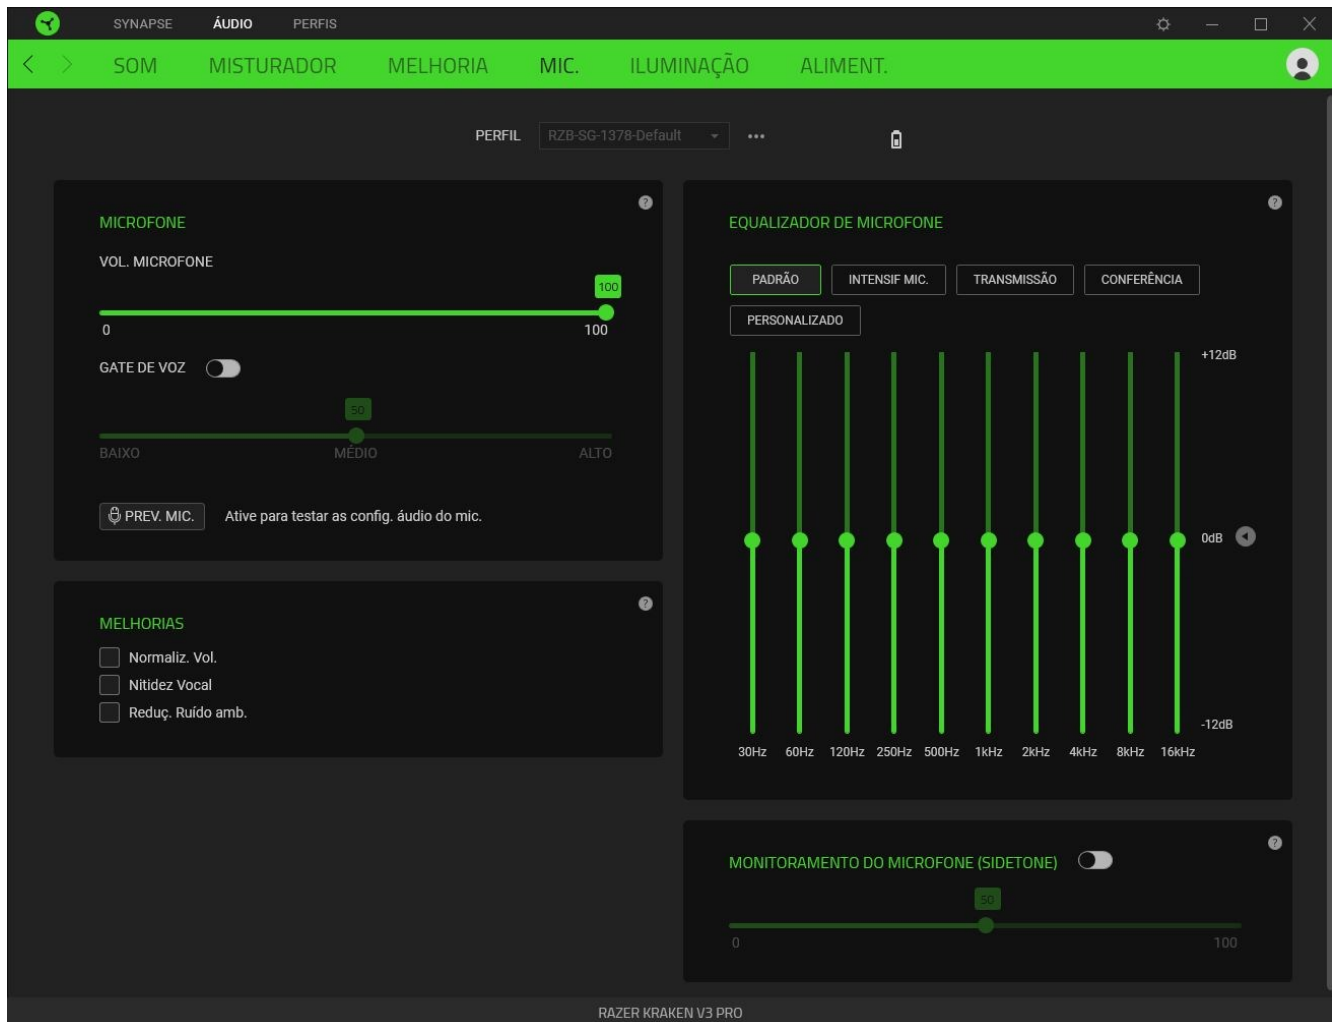 SYNAPSE ÁUDIO PERFIS
SOM MISTURADOR MELHORIA MIC. ILUMINAÇÃO ALIMENT.
PERFIL RZB-SG-1378-Default
MICROFONE
VOL. MICROFONE
100
0 100
GATE DE VOZ
50
BAIXO MÉDIO ALTO
PREV. MIC. Ative para testar as config. áudio do mic.
MELHORIAS
Normaliz. Vol.
Nitidez Vocal
Reduç. Ruído amb.
EQUALIZADOR DE MICROFONE
PADRÃO INTENSIF MIC. TRANSMISSÃO CONFERÊNCIA
PERSONALIZADO
+12dB
0dB
-12dB
30Hz 60Hz 120Hz 250Hz 500Hz 1kHz 2kHz 4kHz 8kHz 16kHz
MONITORAMENTO DO MICROFONE (SIDETONE)
50
0 100
RAZER KRAKEN V3 PRO